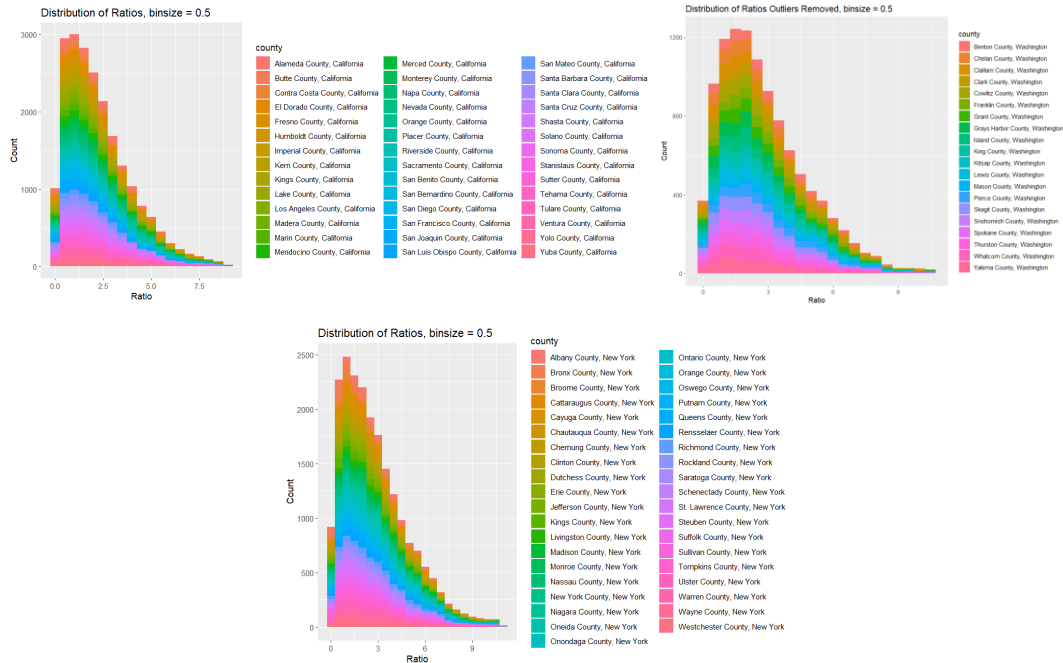 Distribution of Ratios, binsize = 0.5
3000
2000
1000
0
Count
0.0 2.5 5.0 7.5
Ratio
county
Alameda County, California
Butte County, California
Contra Costa County, California
El Dorado County, California
Fresno County, California
Humboldt County, California
Imperial County, California
Kern County, California
Kings County, California
Lake County, California
Los Angeles County, California
Madera County, California
Marin County, California
Mendocino County, California
Merced County, California
Monterey County, California
Napa County, California
Nevada County, California
Orange County, California
Placer County, California
Riverside County, California
Sacramento County, California
San Benito County, California
San Bernardino County, California
San Diego County, California
San Francisco County, California
San Joaquin County, California
San Luis Obispo County, California
San Mateo County, California
Santa Barbara County, California
Santa Clara County, California
Santa Cruz County, California
Shasta County, California
Solano County, California
Sonoma County, California
Stanislaus County, California
Sutter County, California
Tehama County, California
Tulare County, California
Ventura County, California
Yolo County, California
Yuba County, California
Distribution of Ratios Outliers Removed, binsize = 0.5
1200
800
400
0
Count
0 3 6 9
Ratio
county
Benton County, Washington
Chelan County, Washington
Clallam County, Washington
Clark County, Washington
Cowlitz County, Washington
Franklin County, Washington
Grant County, Washington
Grays Harbor County, Washington
Island County, Washington
King County, Washington
Kitsap County, Washington
Lewis County, Washington
Mason County, Washington
Pierce County, Washington
Skagit County, Washington
Snohomish County, Washington
Spokane County, Washington
Thurston County, Washington
Whatcom County, Washington
Yakima County, Washington
Distribution of Ratios, binsize = 0.5
2500
2000
1500
1000
500
0
Count
0 3 6 9
Ratio
county
Albany County, New York
Bronx County, New York
Broome County, New York
Cattaraugus County, New York
Cayuga County, New York
Chautauqua County, New York
Chemung County, New York
Clinton County, New York
Dutchess County, New York
Erie County, New York
Jefferson County, New York
Kings County, New York
Livingston County, New York
Madison County, New York
Monroe County, New York
Nassau County, New York
New York County, New York
Niagara County, New York
Oneida County, New York
Onondaga County, New York
Ontario County, New York
Orange County, New York
Oswego County, New York
Putnam County, New York
Queens County, New York
Rensselaer County, New York
Richmond County, New York
Rockland County, New York
Saratoga County, New York
Schenectady County, New York
St. Lawrence County, New York
Steuben County, New York
Suffolk County, New York
Sullivan County, New York
Tompkins County, New York
Ulster County, New York
Warren County, New York
Wayne County, New York
Westchester County, New York